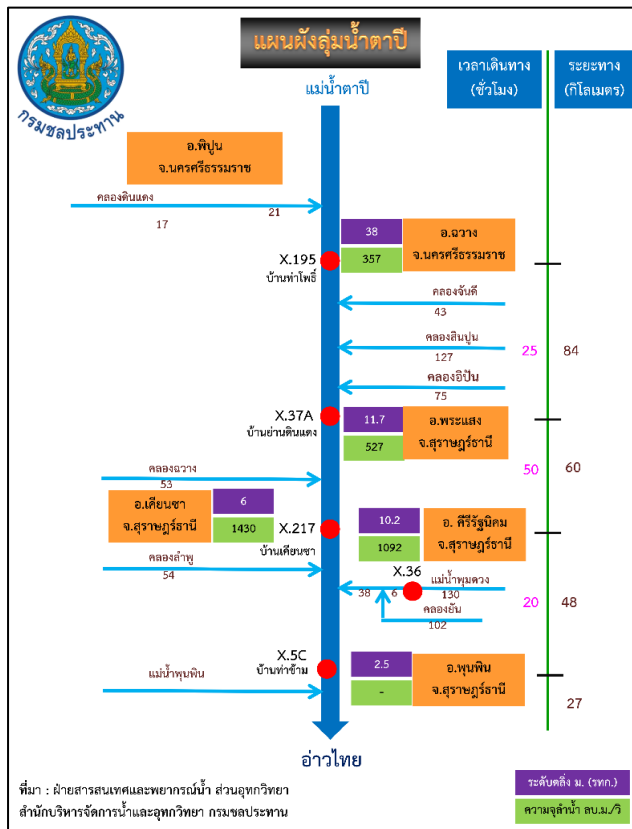 แผนผังลุ่มน้ำตาปี
กรมชลประทาน
แม่น้ำตาปี
เวลาเดินทาง
(ชั่วโมง)
ระยะทาง
(กิโลเมตร)
อ.พิปูน
จ.นครศรีธรรมราช
คลองดินแดง
21
17
38
357
อ.ฉวาง
จ.นครศรีธรรมราช
X.195
บ้านท่าโพธิ์
คลองจันดี
43
คลองสินปูน
127
25
84
คลองอิปัน
75
X.37A
บ้านย่านดินแดง
11.7
527
อ.พระแสง
จ.สุราษฎร์ธานี
คลองฉวาง
53
50
60
อ.เคียนซา
จ.สุราษฎร์ธานี
6
1430
X.217
บ้านเคียนซา
10.2
1092
อ. คีรีรัฐนิคม
จ.สุราษฎร์ธานี
คลองลำพู
54
X.36
แม่น้ำพุมดวง
38
6
130
คลองยัน
102
20
48
X.5C
บ้านท่าข้าม
2.5
-
อ.พุนพิน
จ.สุราษฎร์ธานี
แม่น้ำพุนพิน
27
อ่าวไทย
ที่มา : ฝ่ายสารสนเทศและพยากรณ์น้ำ ส่วนอุทกวิทยา
สำนักบริหารจัดการน้ำและอุทกวิทยา กรมชลประทาน
ระดับตลิ่ง ม. (รทก.)
ความจุลำน้ำ ลบ.ม./วิ